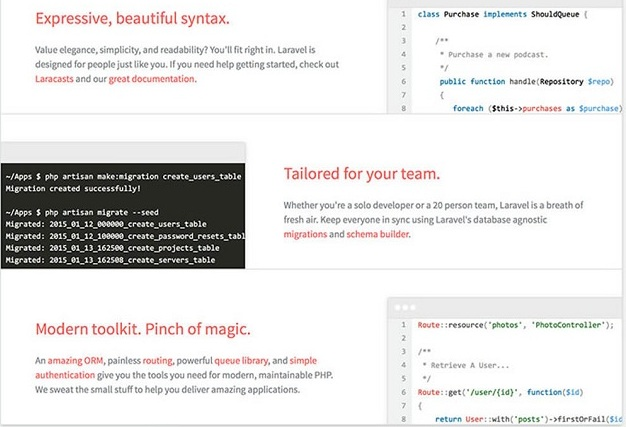 Expressive, beautiful syntax.
Value elegance, simplicity, and readability? You'll fit right in. Laravel is
designed for people just like you. If you need help getting started, check out
Laracasts and our great documentation.
1 class Purchase implements ShouldQueue {
2
3 /**
4 * Purchase a new podcast.
5 */
6 public function handle(Repository $repo)
7 {
8 foreach ($this->purchases as $purchase)
~/Apps $ php artisan make:migration create_users_table
Migration created successfully!
~/Apps $ php artisan migrate --seed
Migrated: 2015_01_12_000000_create_users_table
Migrated: 2015_01_12_100000_create_password_resets_tabl
Migrated: 2015_01_13_162500_create_projects_table
Migrated: 2015_01_13_162508_create_servers_table
Tailored for your team.
Whether you're a solo developer or a 20 person team, Laravel is a breath of
fresh air. Keep everyone in sync using Laravel's database agnostic
migrations and schema builder.
Modern toolkit. Pinch of magic.
An amazing ORM, painless routing, powerful queue library, and simple
authentication give you the tools you need for modern, maintainable PHP.
We sweat the small stuff to help you deliver amazing applications.
1 Route::resource('photos', 'PhotoController');
2
3 /**
4 * Retrieve A User...
5 */
6 Route::get('/user/{id}', function($id)
7 {
8 return User::with('posts')->firstOrFail($id